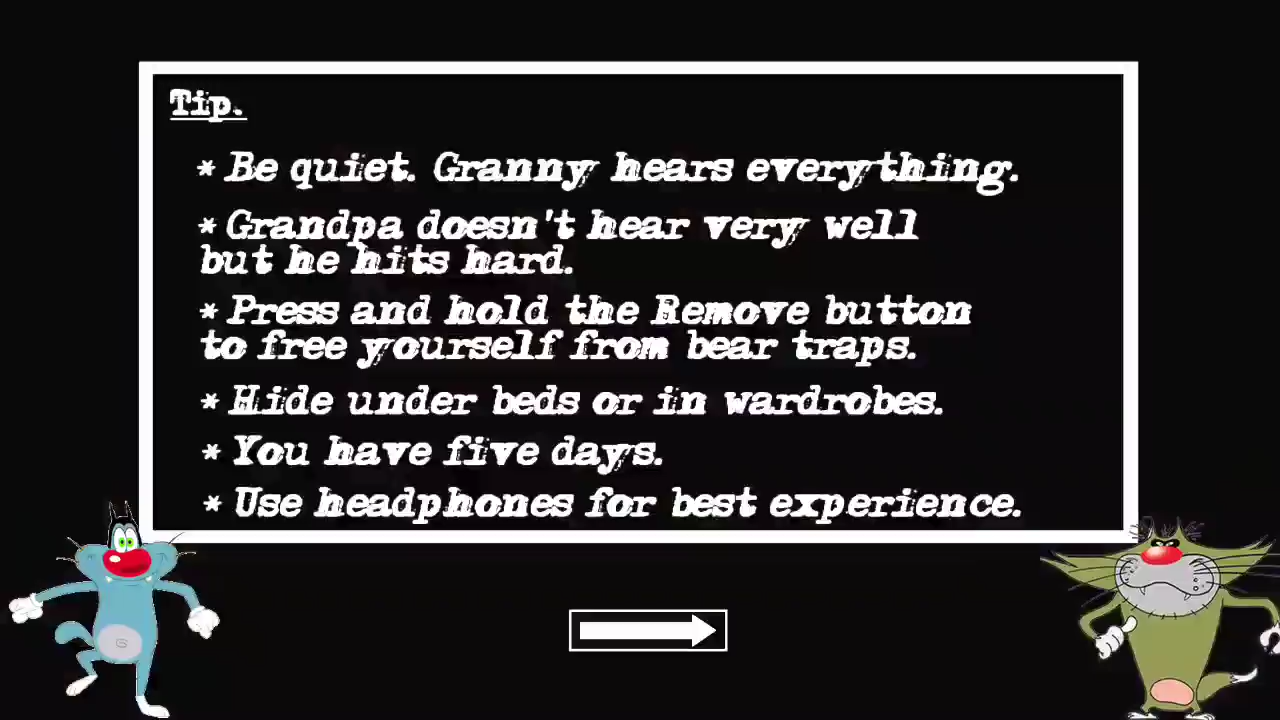 Tip.
* Be quiet. Granny hears everything.
* Grandpa doesn't hear very well
but he hits hard.
* Press and hold the Remove button
to free yourself from bear traps.
* Hide under beds or in wardrobes.
* You have five days.
* Use headphones for best experience.